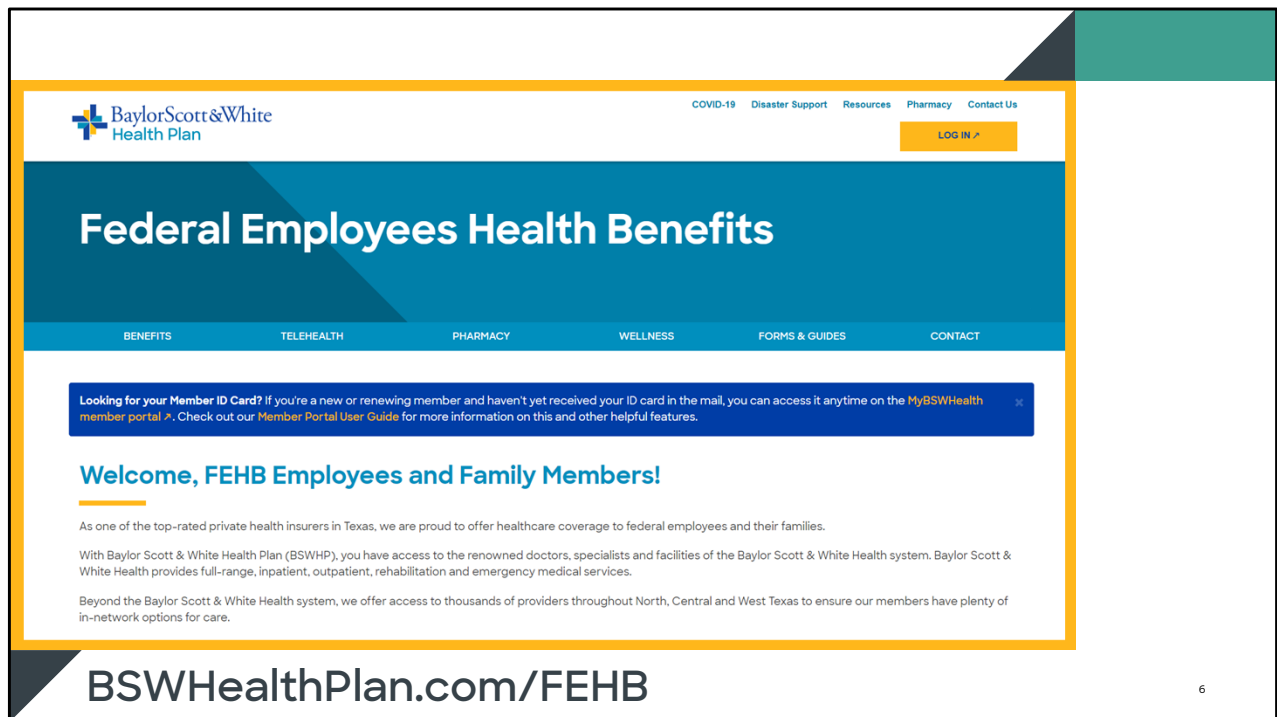 BaylorScott&White
Health Plan
COVID-19 Disaster Support Resources Pharmacy Contact Us
LOG IN ↗
Federal Employees Health Benefits
BENEFITS TELEHEALTH PHARMACY WELLNESS FORMS & GUIDES CONTACT
Looking for your Member ID Card? If you're a new or renewing member and haven't yet received your ID card in the mail, you can access it anytime on the MyBSWHealth
member portal ↗. Check out our Member Portal User Guide for more information on this and other helpful features.
×
Welcome, FEHB Employees and Family Members!
As one of the top-rated private health insurers in Texas, we are proud to offer healthcare coverage to federal employees and their families.
With Baylor Scott & White Health Plan (BSWHP), you have access to the renowned doctors, specialists and facilities of the Baylor Scott & White Health system. Baylor Scott &
White Health provides full-range, inpatient, outpatient, rehabilitation and emergency medical services.
Beyond the Baylor Scott & White Health system, we offer access to thousands of providers throughout North, Central and West Texas to ensure our members have plenty of
in-network options for care.
BSWHealthPlan.com/FEHB
6